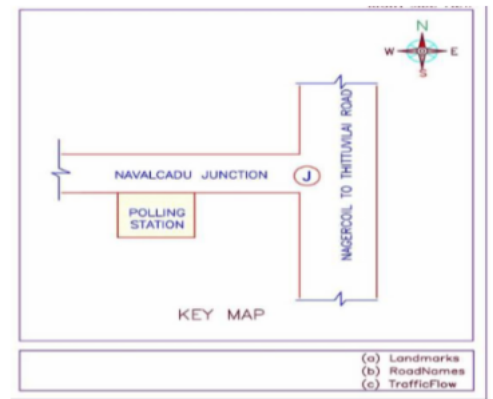 N
W
E
S
NAVALCADU JUNCTION
J
NAGERCOIL TO THITTUVILAI ROAD
POLLING
STATION
KEY MAP
(a) Landmarks
(b) RoadNames
(c) TrafficFlow